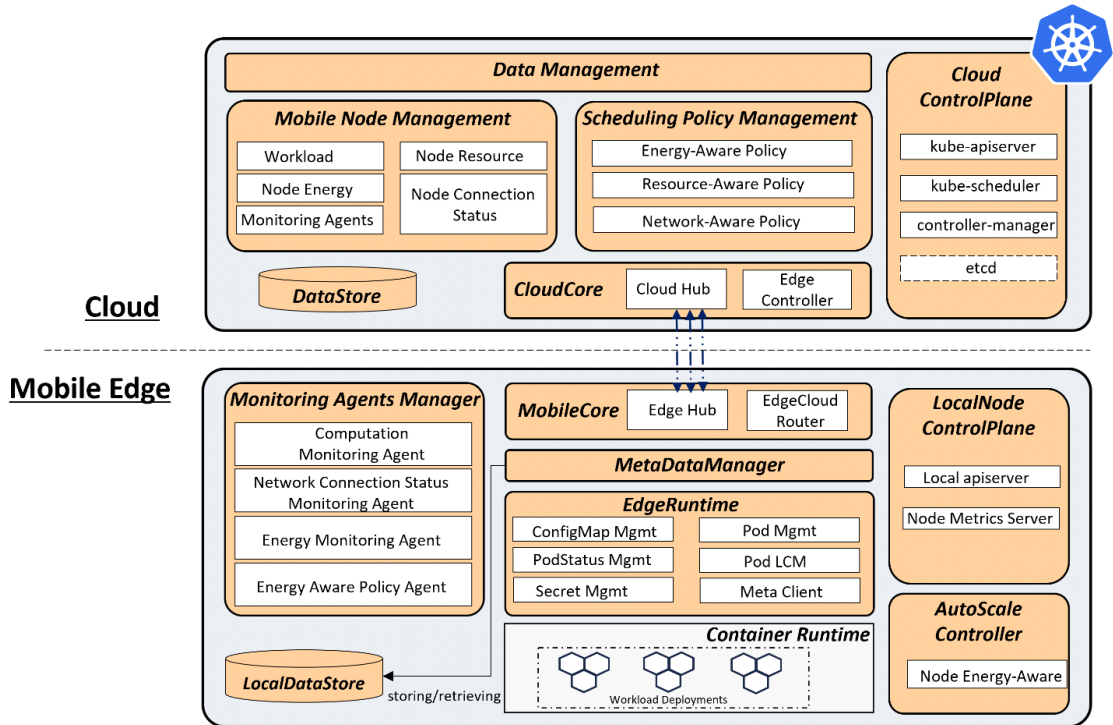 Data Management
Mobile Node Management
Workload
Node Energy
Monitoring Agents
Node Resource
Node Connection
Status
Scheduling Policy Management
Energy-Aware Policy
Resource-Aware Policy
Network-Aware Policy
Cloud
ControlPlane
kube-apiserver
kube-scheduler
controller-manager
etcd
DataStore
CloudCore
Cloud Hub
Edge
Controller
Cloud
Mobile Edge
Monitoring Agents Manager
Computation
Monitoring Agent
Network Connection Status
Monitoring Agent
Energy Monitoring Agent
Energy Aware Policy Agent
MobileCore
Edge Hub
EdgeCloud
Router
MetaDataManager
EdgeRuntime
ConfigMap Mgmt
PodStatus Mgmt
Secret Mgmt
Pod Mgmt
Pod LCM
Meta Client
LocalNode
ControlPlane
Local apiserver
Node Metrics Server
AutoScale
Controller
Node Energy-Aware
Container Runtime
Workload Deployments
LocalDataStore
storing/retrieving